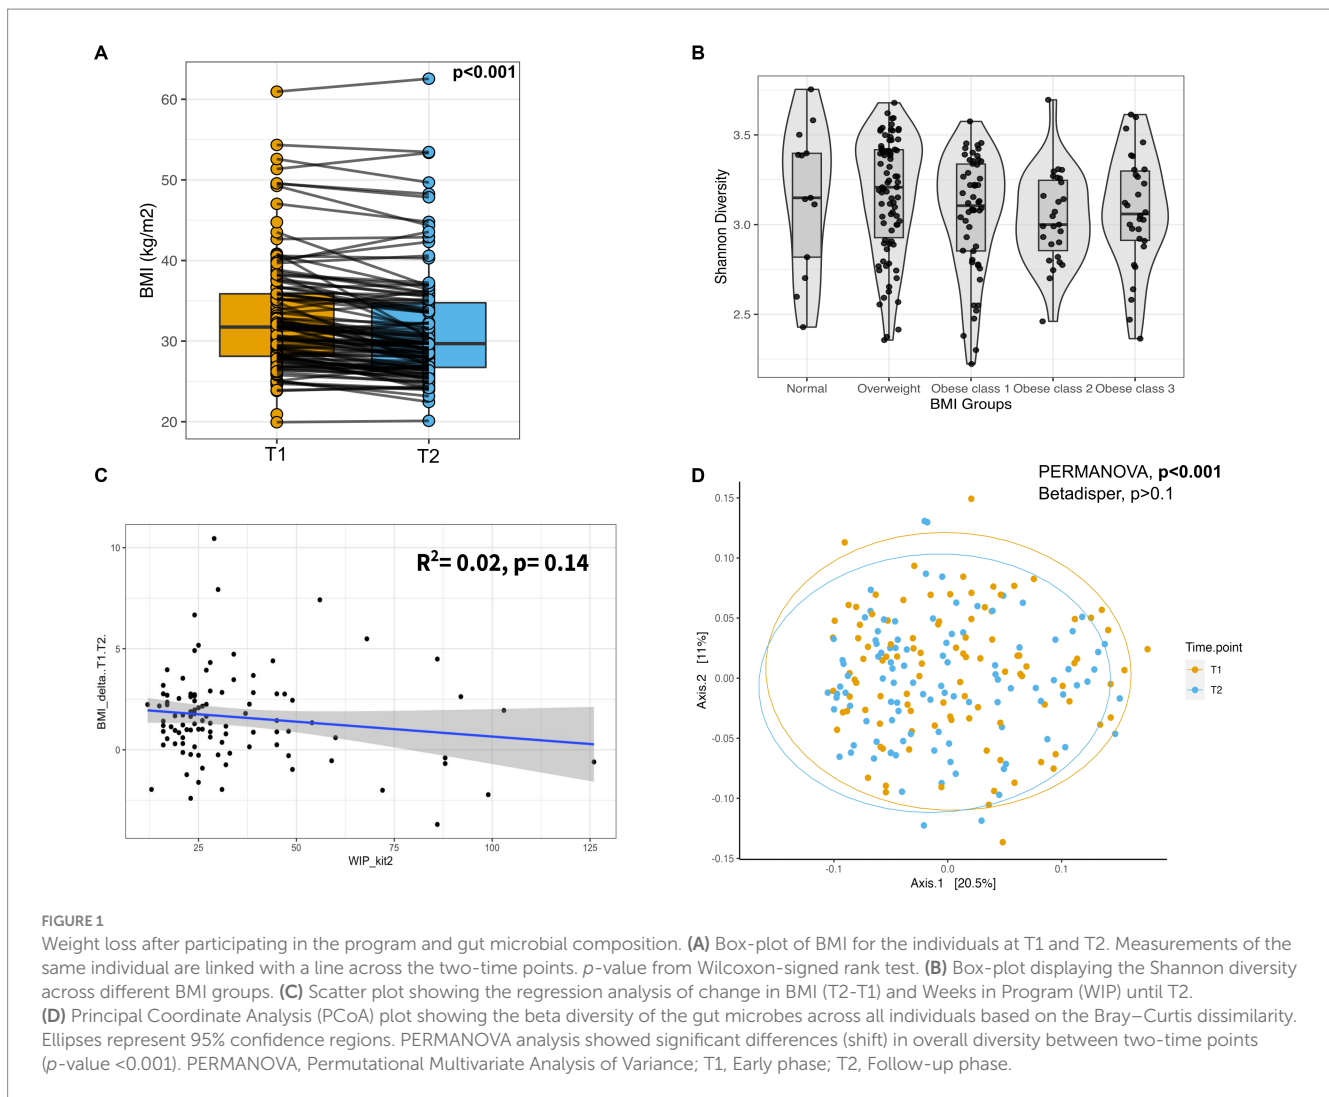 A
p<0.001
BMI (kg/m2)
60
50
40
30
20
T1
T2
B
Shannon Diversity
3.5
3.0
2.5
Normal
Overweight
Obese class 1
Obese class 2
Obese class 3
BMI Groups
C
R²= 0.02, p= 0.14
BMI_delta..T1.T2.
10
5
0
25
50
75
100
125
WIP_kit2
D
PERMANOVA, p<0.001
Betadisper, p>0.1
Axis.2 [11%]
0.15
0.10
0.05
0.00
-0.05
-0.10
-0.15
-0.1
0.0
0.1
Axis.1 [20.5%]
Time.point
T1
T2
FIGURE 1
Weight loss after participating in the program and gut microbial composition. (A) Box-plot of BMI for the individuals at T1 and T2. Measurements of the
same individual are linked with a line across the two-time points. p-value from Wilcoxon-signed rank test. (B) Box-plot displaying the Shannon diversity
across different BMI groups. (C) Scatter plot showing the regression analysis of change in BMI (T2-T1) and Weeks in Program (WIP) until T2.
(D) Principal Coordinate Analysis (PCoA) plot showing the beta diversity of the gut microbes across all individuals based on the Bray–Curtis dissimilarity.
Ellipses represent 95% confidence regions. PERMANOVA analysis showed significant differences (shift) in overall diversity between two-time points
(p-value <0.001). PERMANOVA, Permutational Multivariate Analysis of Variance; T1, Early phase; T2, Follow-up phase.